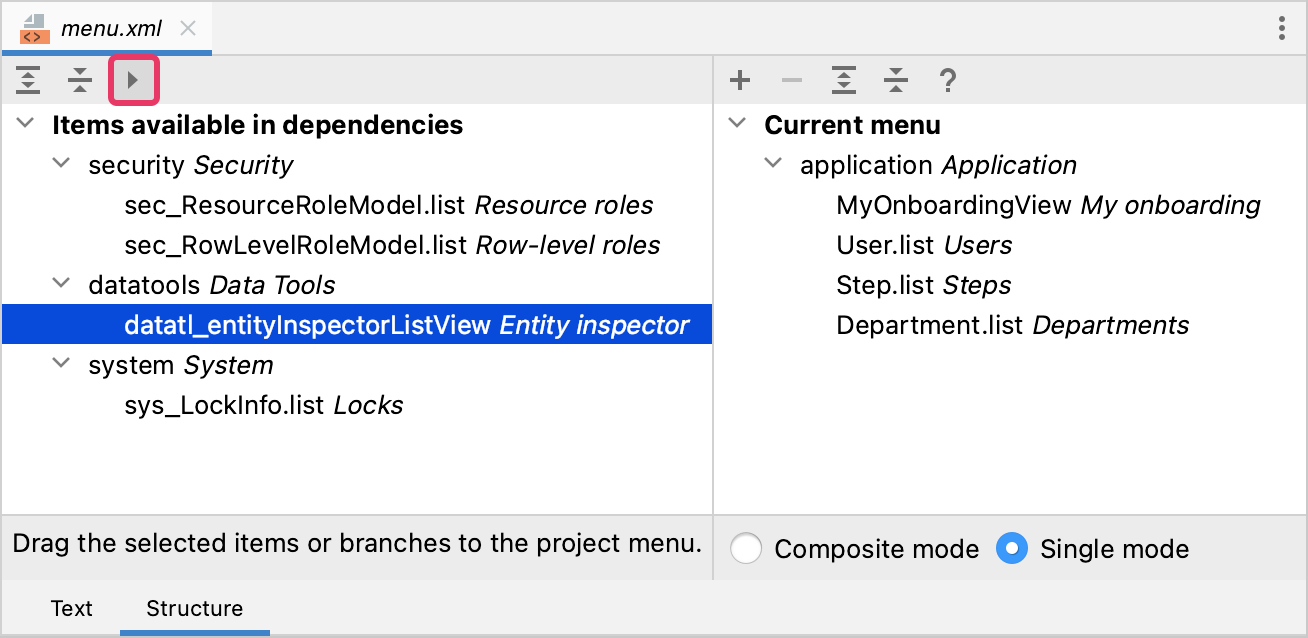 menu.xml
Items available in dependencies
security Security
sec_ResourceRoleModel.list Resource roles
sec_RowLevelRoleModel.list Row-level roles
datatools Data Tools
datatl_entityInspectorListView Entity inspector
system System
sys_LockInfo.list Locks
Drag the selected items or branches to the project menu.
?
Current menu
application Application
MyOnboardingView My onboarding
User.list Users
Step.list Steps
Department.list Departments
Composite mode Single mode
Text Structure